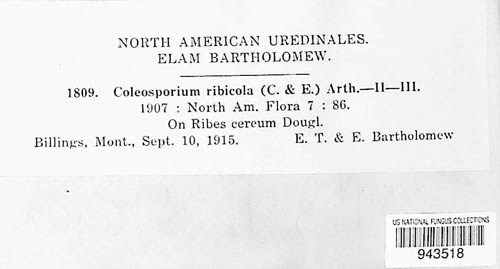 NORTH AMERICAN UREDINALES.
ELAM BARTHOLOMEW.
1809. Coleosporium ribicola (C. & E.) Arth.—II—III.
1907 : North Am. Flora 7 : 86.
On Ribes cereum Dougl.
Billings, Mont., Sept. 10, 1915. E. T. & E. Bartholomew
US NATIONAL FUNGUS COLLECTIONS
943518